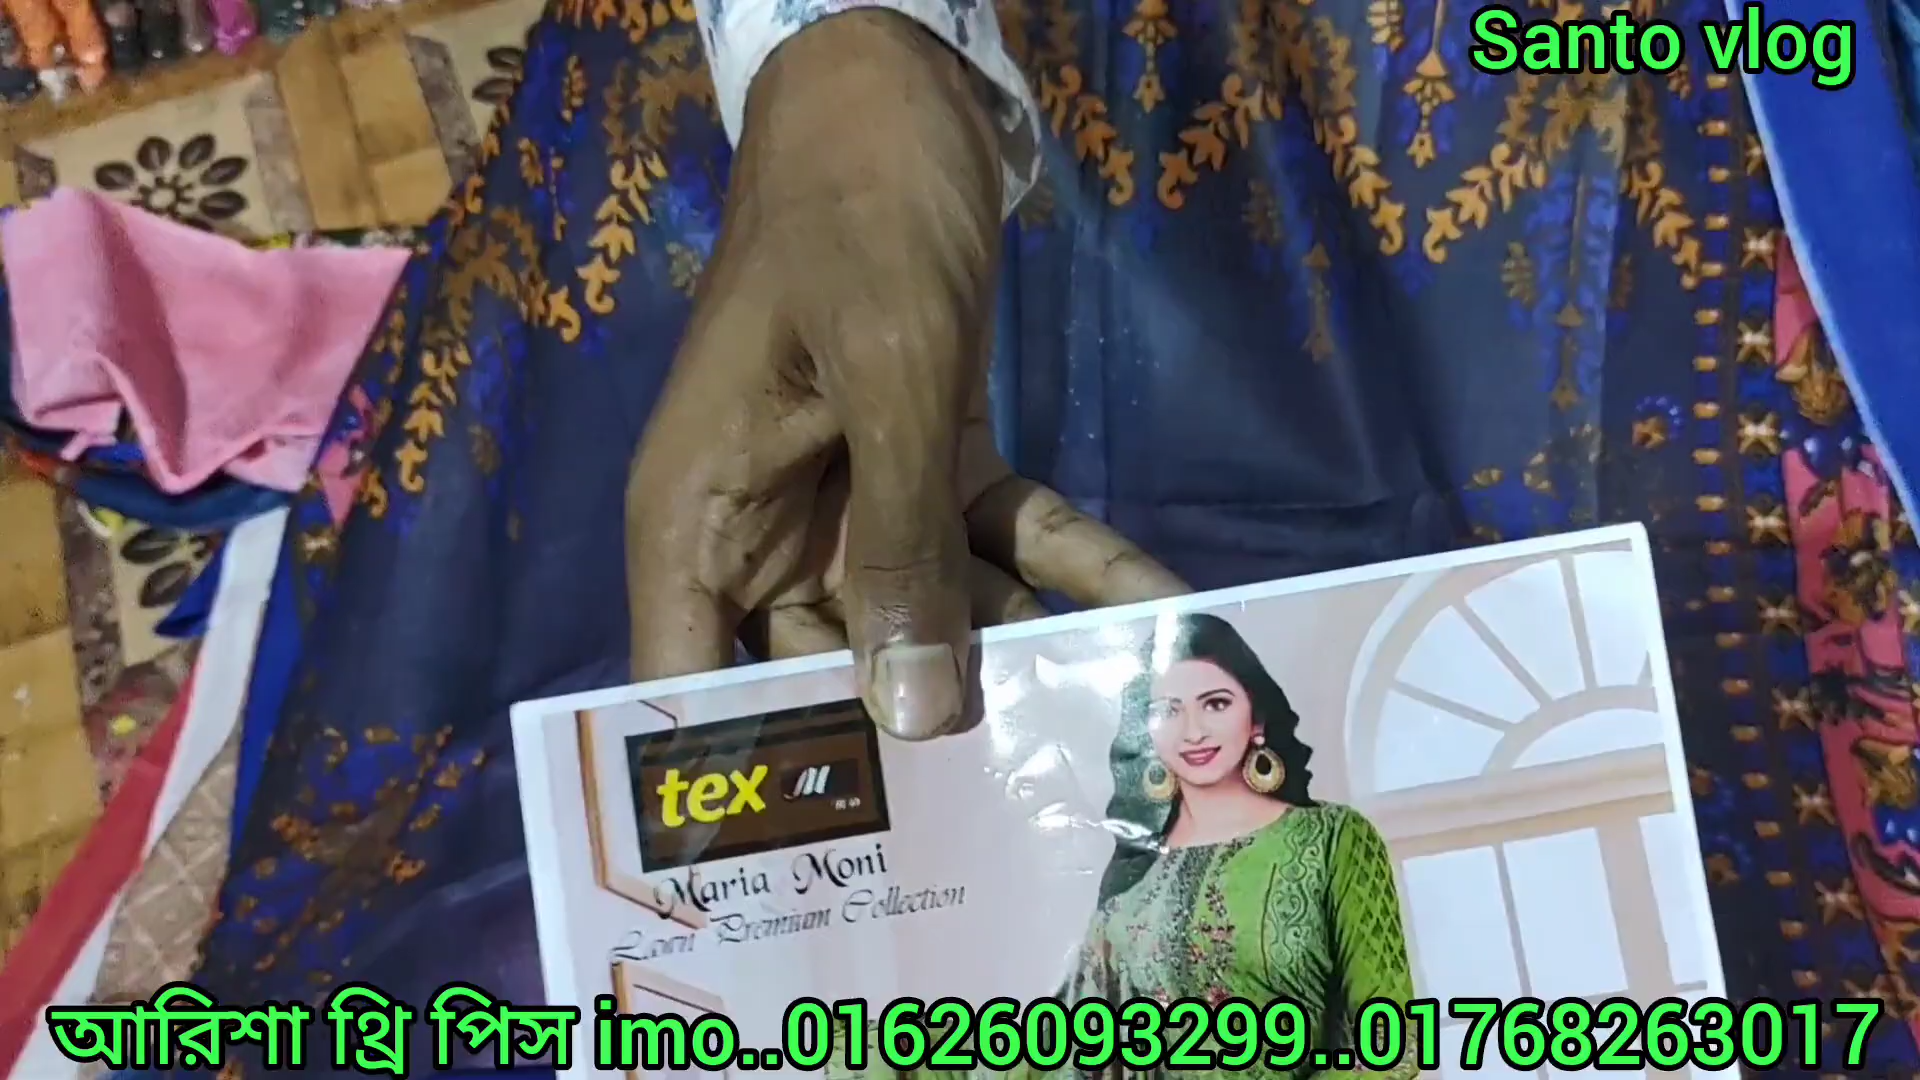 Santo vlog
tex M
Maria Moni
Lawn Premium Collection
আরিশা থ্রি পিস imo..01626093299..01768263017